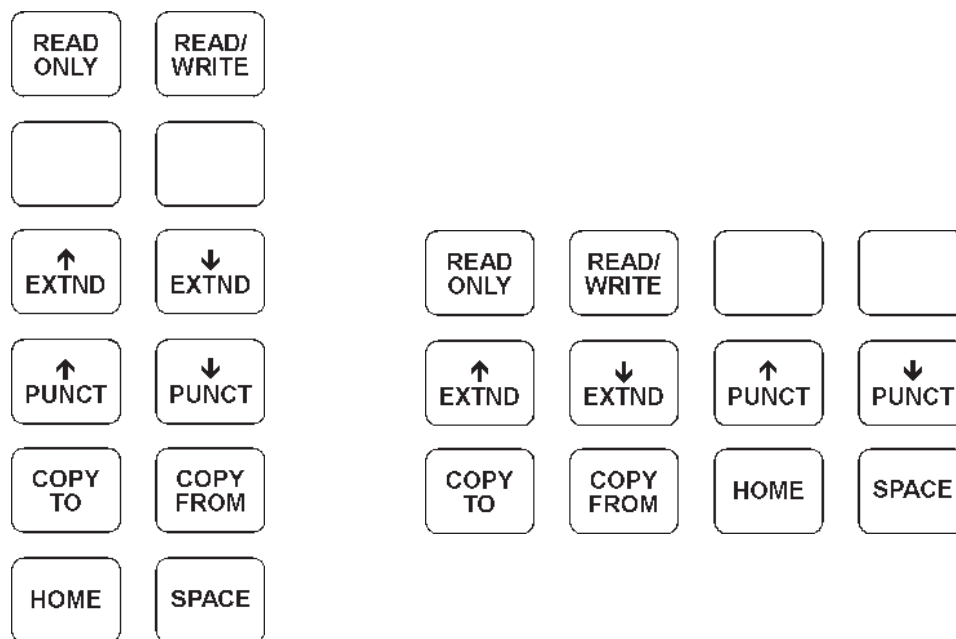 READ
ONLY
READ/
WRITE
↑
EXTND
↓
EXTND
↑
PUNCT
↓
PUNCT
COPY
TO
COPY
FROM
HOME
SPACE
READ
ONLY
READ/
WRITE
↑
EXTND
↓
EXTND
↑
PUNCT
↓
PUNCT
COPY
TO
COPY
FROM
HOME
SPACE